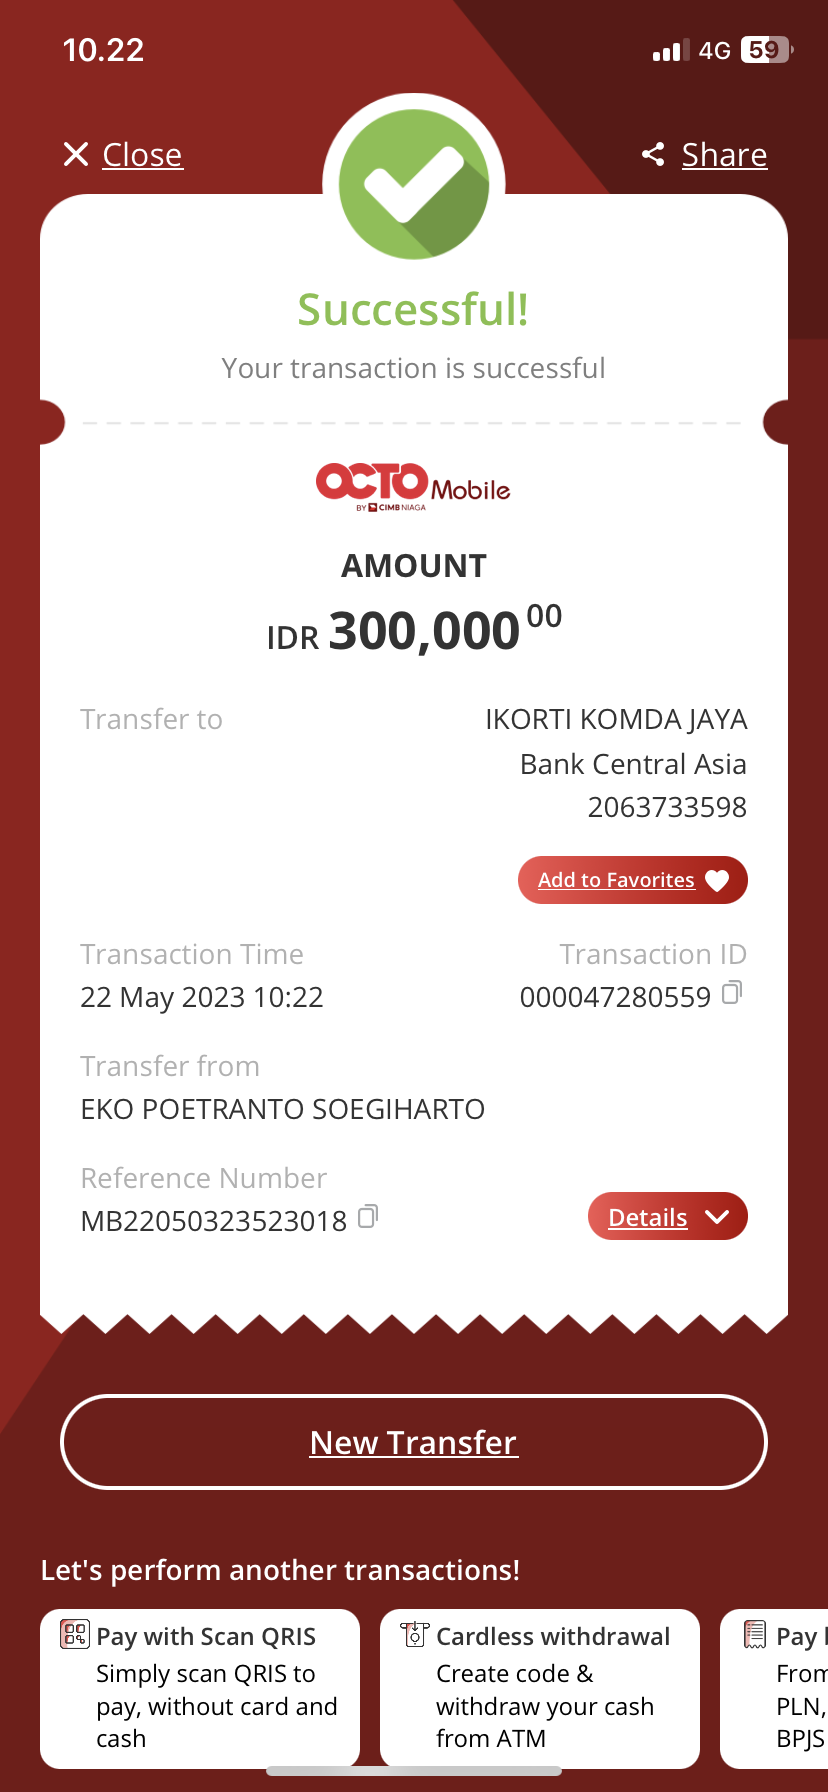 10.22
4G 59
Close
Share
Successful!
Your transaction is successful
OCTO Mobile
BY CIMB NIAGA
AMOUNT
IDR 300,000 00
Transfer to
IKORTI KOMDA JAYA
Bank Central Asia
2063733598
Add to Favorites
Transaction Time
Transaction ID
22 May 2023 10:22
000047280559
Transfer from
EKO POETRANTO SOEGIHARTO
Reference Number
MB22050323523018
Details
New Transfer
Let's perform another transactions!
Pay with Scan QRIS
Simply scan QRIS to
pay, without card and
cash
Cardless withdrawal
Create code &
withdraw your cash
from ATM
Pay
From
PLN,
BPJS